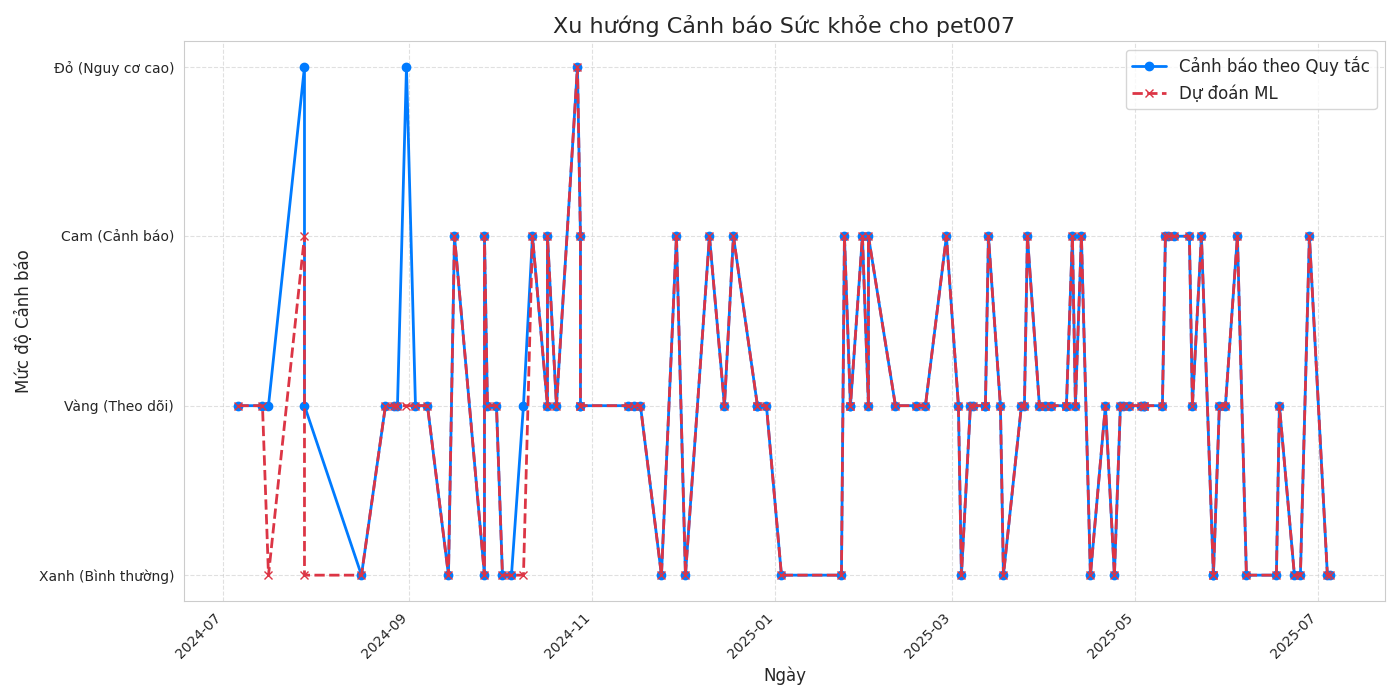 Xu hướng Cảnh báo Sức khỏe cho pet007
Cảnh báo theo Quy tắc
Dự đoán ML
Mức độ Cảnh báo
Đỏ (Nguy cơ cao)
Cam (Cảnh báo)
Vàng (Theo dõi)
Xanh (Bình thường)
2024-07
2024-09
2024-11
2025-01
2025-03
2025-05
2025-07
Ngày